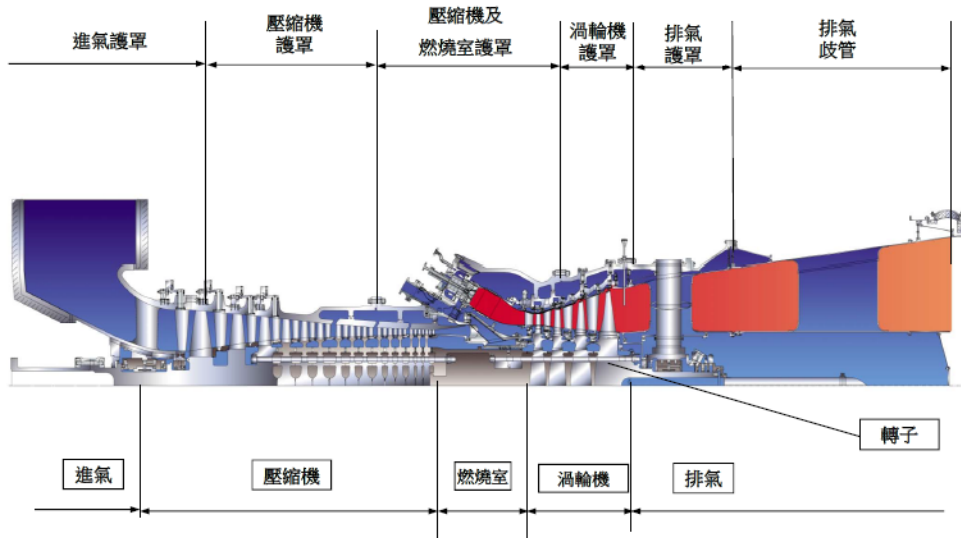 進氣護罩
壓縮機
護罩
壓縮機及
燃燒室護罩
渦輪機
護罩
排氣
護罩
排氣
歧管
轉子
進氣
壓縮機
燃燒室
渦輪機
排氣